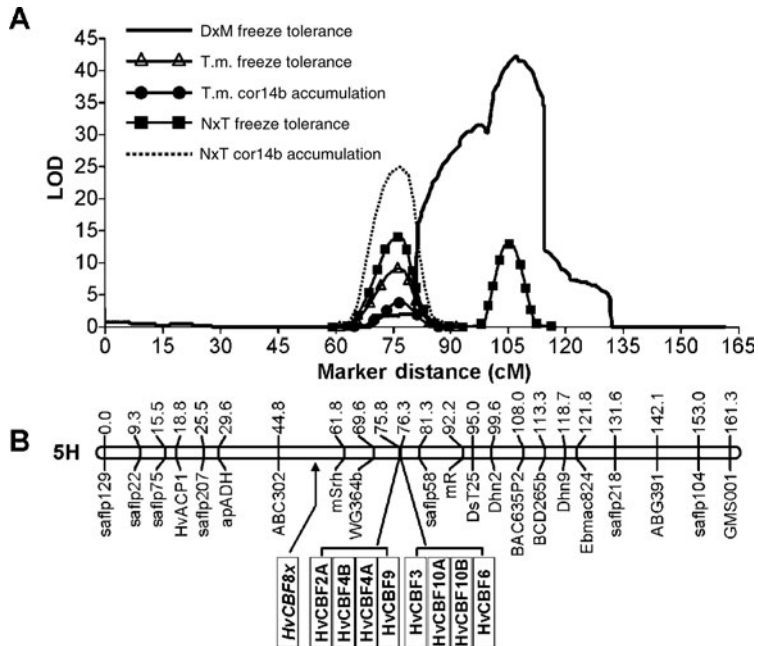 A
DxM freeze tolerance
T.m. freeze tolerance
T.m. cor14b accumulation
NxT freeze tolerance
NxT cor14b accumulation
LOD
45
40
35
30
25
20
15
10
5
0
0 15 30 45 60 75 90 105 120 135 150 165
Marker distance (cM)
B
5H
0.0 9.3 15.5 18.8 25.5 29.6 44.8 61.8 69.6 75.8 76.3 81.3 92.2 95.0 99.6 108.0 113.3 118.7 121.8 131.6 142.1 153.0 161.3
saflp129 saflp22 saflp75 HvACP1 saflp207 apADH ABC302 mSrh WG364b saflp58 mR DsT25 Dhn2 BAC635P2 BCD265b Dhn9 Ebmac824 saflp218 ABG391 saflp104 GMS001
HvCBF8x HvCBF2A HvCBF4B HvCBF4A HvCBF9 HvCBF3 HvCBF10A HvCBF10B HvCBF6